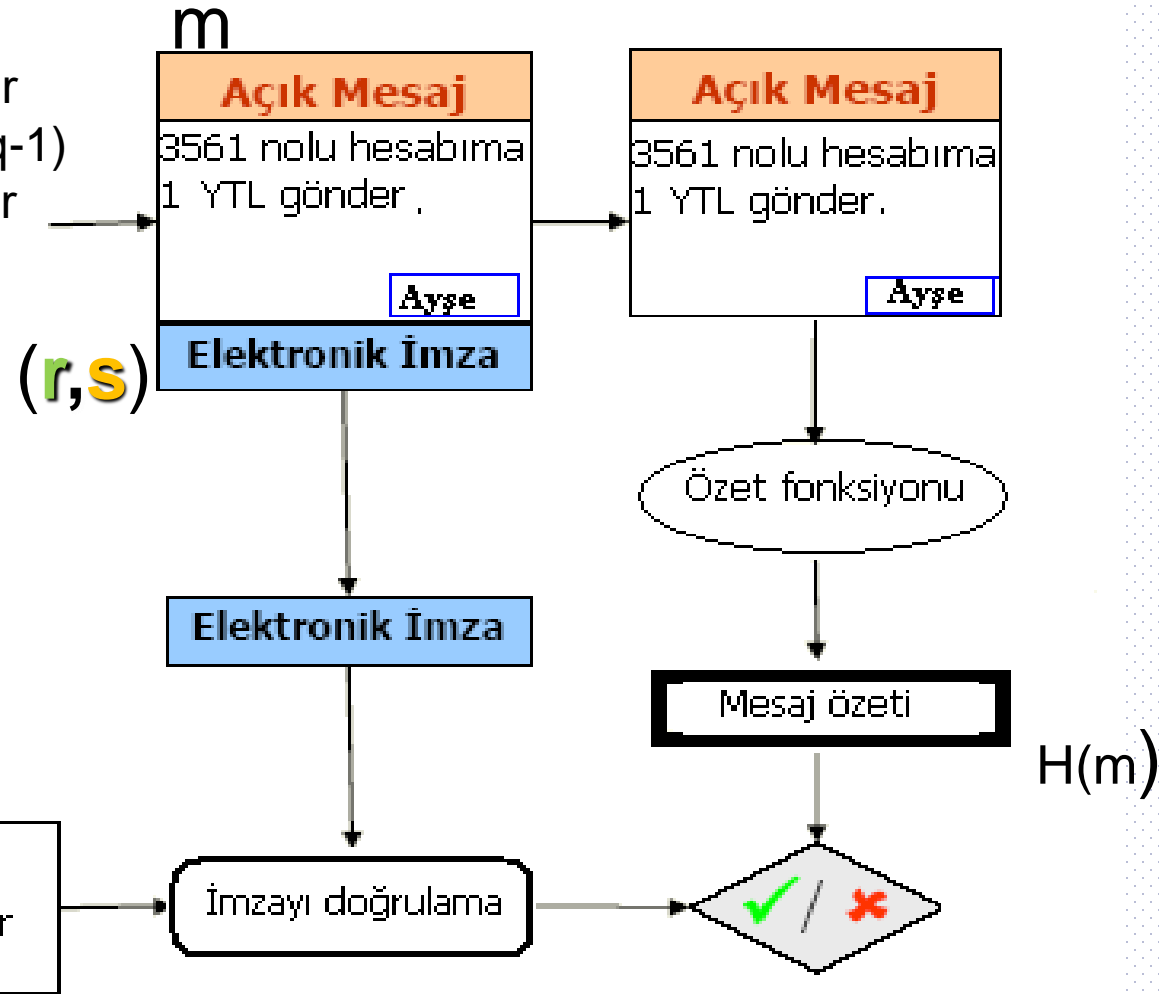 m
r
q-1)
r
Açık Mesaj
3561 nolu hesabıma
1 YTL gönder.
Ayşe
Elektronik İmza
(r,s)
Açık Mesaj
3561 nolu hesabıma
1 YTL gönder.
Ayşe
Özet fonksiyonu
Elektronik İmza
Mesaj özeti
H(m)
r
İmzayı doğrulama
/